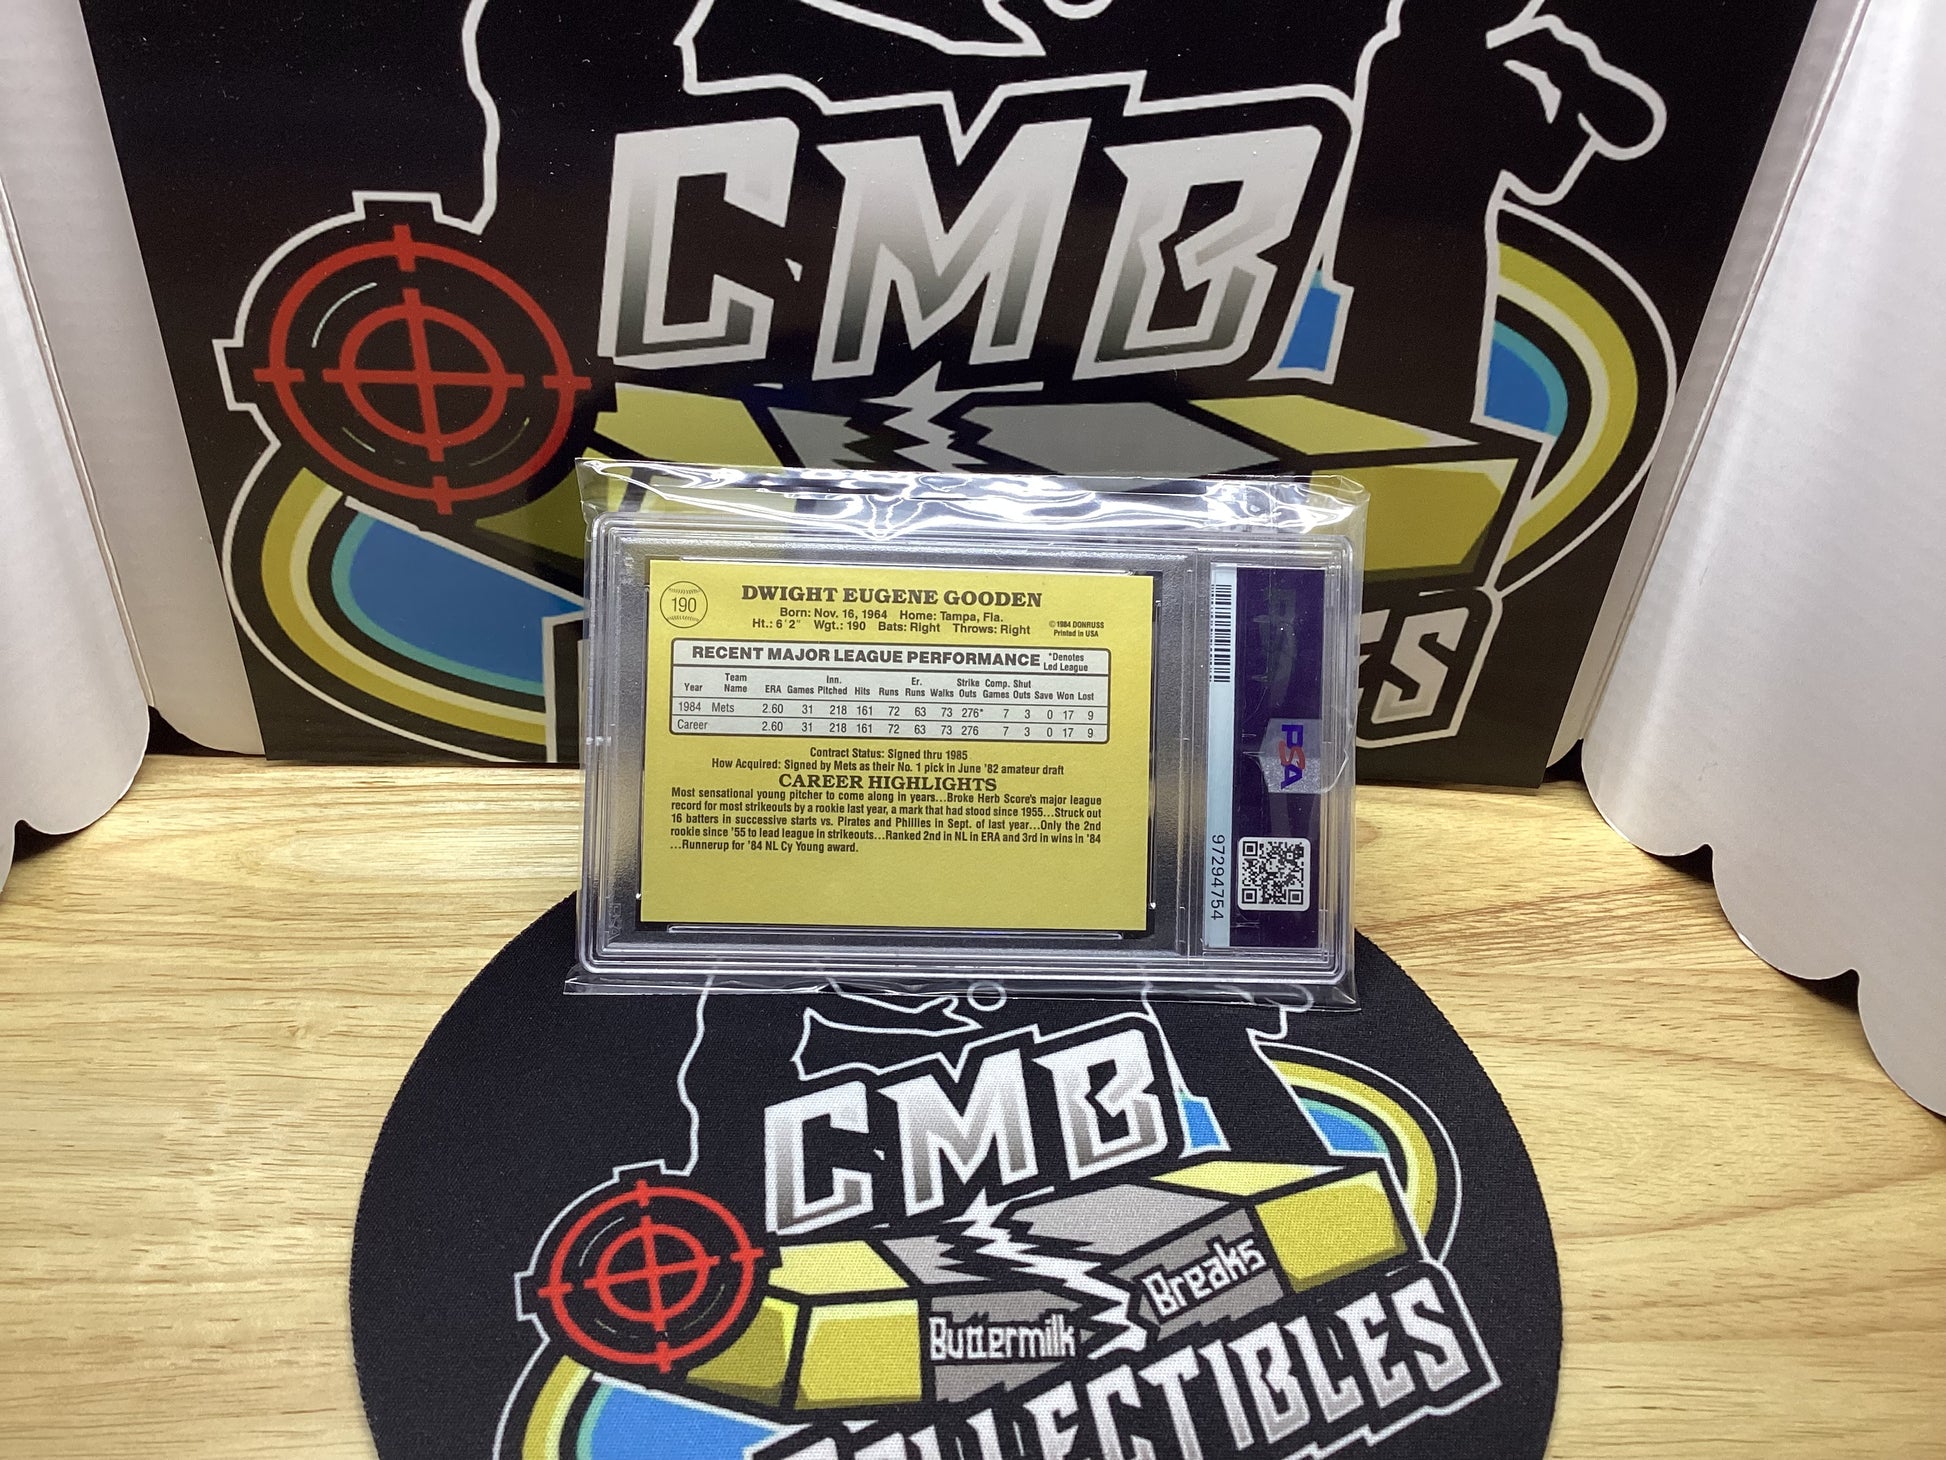 CMB
ES
190
DWIGHT EUGENE GOODEN
Born: Nov. 16, 1964 Home: Tampa, Fla.
Ht.: 6'2" Wgt.: 190 Bats: Right Throws: Right
© 1984 DONRUSS
Printed in USA
RECENT MAJOR LEAGUE PERFORMANCE
*Denotes
Led League
Year Team Name ERA Games Inn. Pitched Hits Runs Er. Runs Walks Strike Outs Comp. Games Shut Outs Save Won Lost
1984 Mets 2.60 31 218 161 72 63 73 276* 7 3 0 17 9
Career 2.60 31 218 161 72 63 73 276 7 3 0 17 9
Contract Status: Signed thru 1985
How Acquired: Signed by Mets as their No. 1 pick in June '82 amateur draft
CAREER HIGHLIGHTS
Most sensational young pitcher to come along in years...Broke Herb Score's major league
record for most strikeouts by a rookie last year, a mark that had stood since 1955...Struck out
16 batters in successive starts vs. Pirates and Phillies in Sept. of last year...Only the 2nd
rookie since '55 to lead league in strikeouts...Ranked 2nd in NL in ERA and 3rd in wins in '84
...Runnerup for '84 NL Cy Young award.
PSA
97294754
CMB
Buttermilk
Breaks
COLLECTIBLES